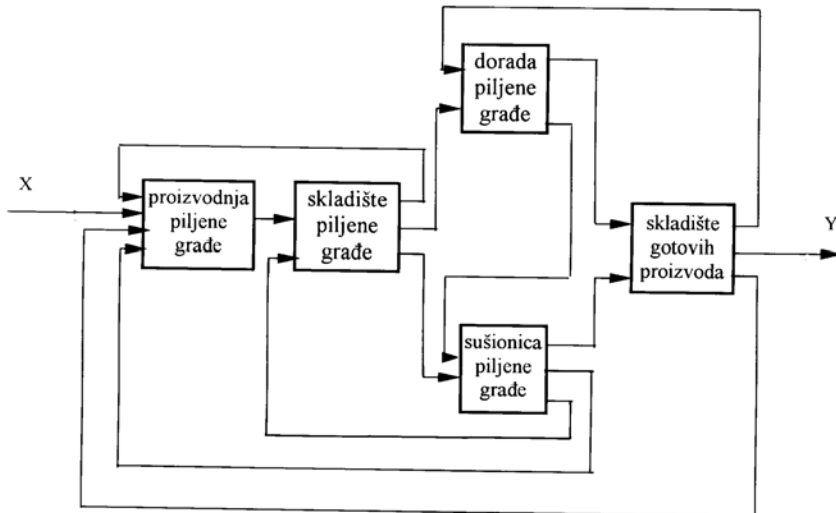 X
proizvodnja
piljene
građe
skladište
piljene
građe
dorada
piljene
građe
sušionica
piljene
građe
skladište
gotovih
proizvoda
Y